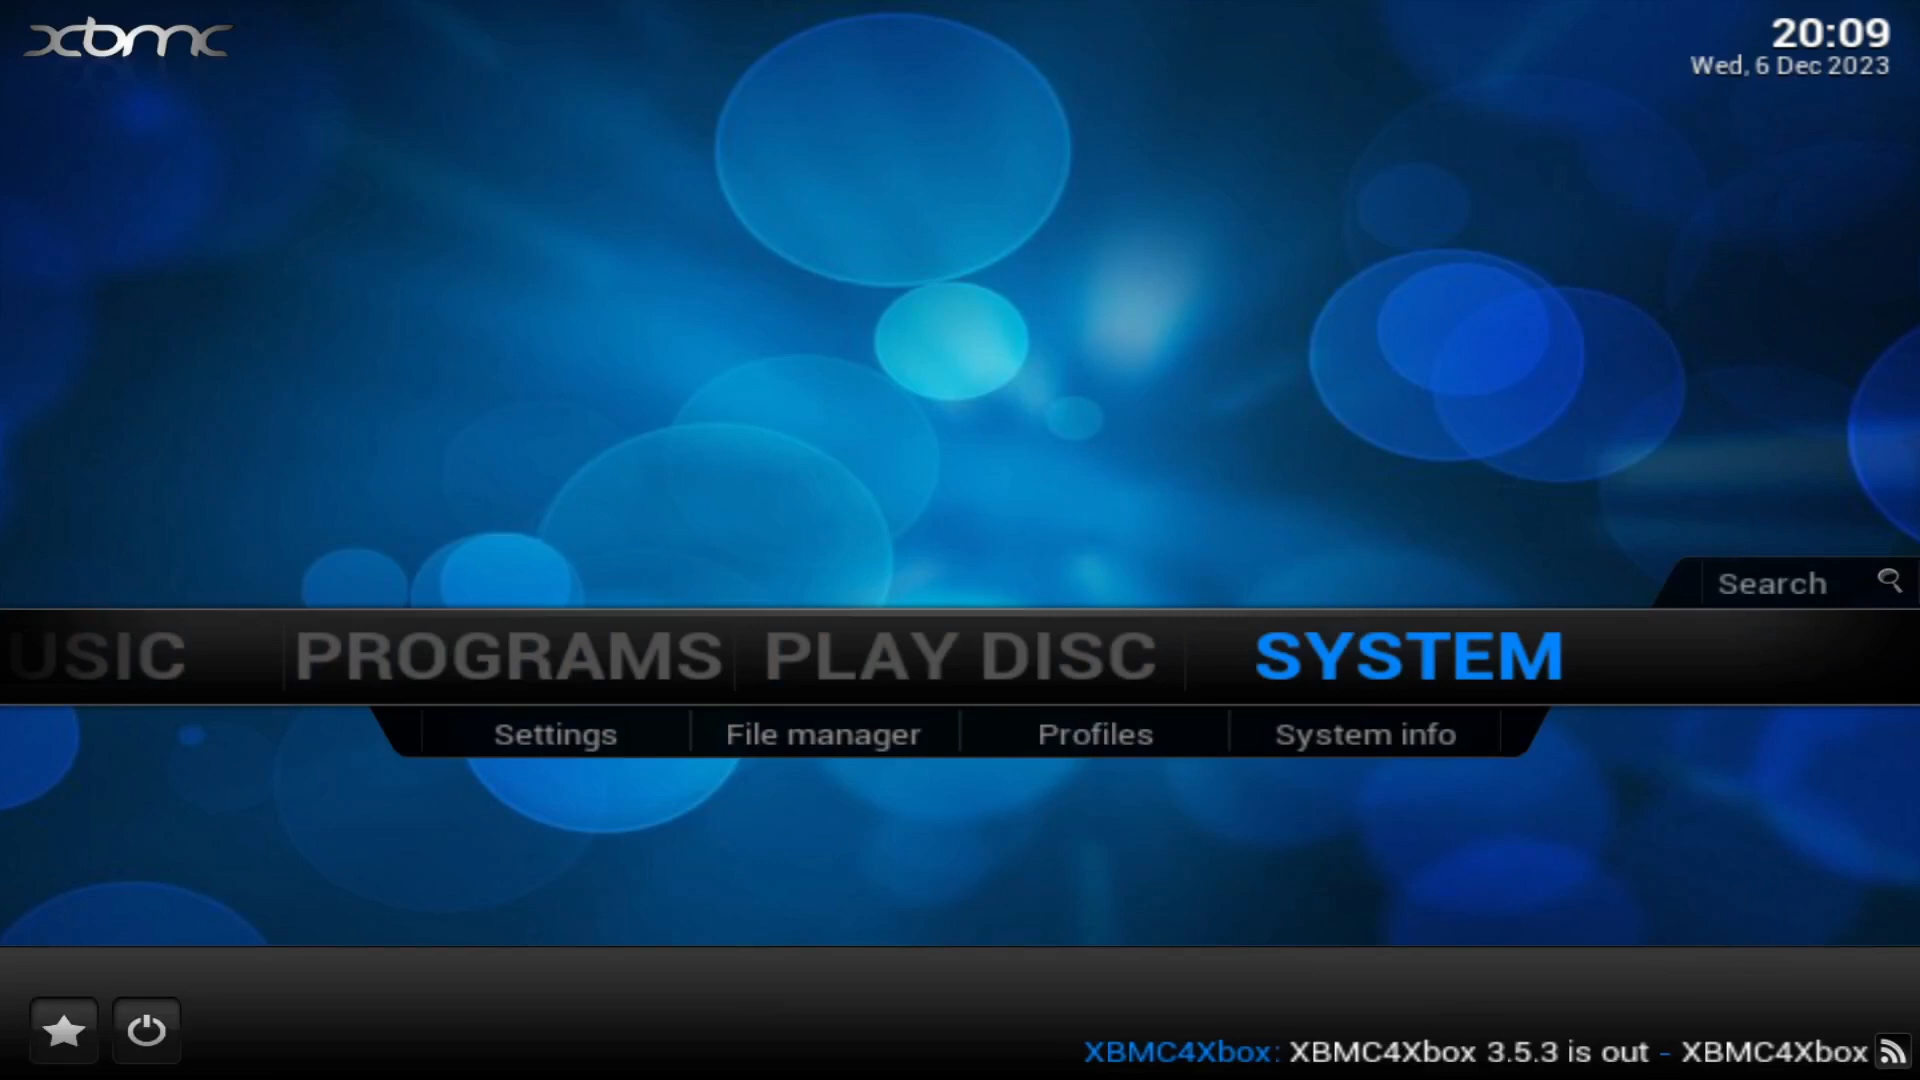 xbmc
20:09
Wed, 6 Dec 2023
Search
USIC PROGRAMS PLAY DISC SYSTEM
Settings File manager Profiles System info
XBMC4Xbox: XBMC4Xbox 3.5.3 is out - XBMC4Xbox